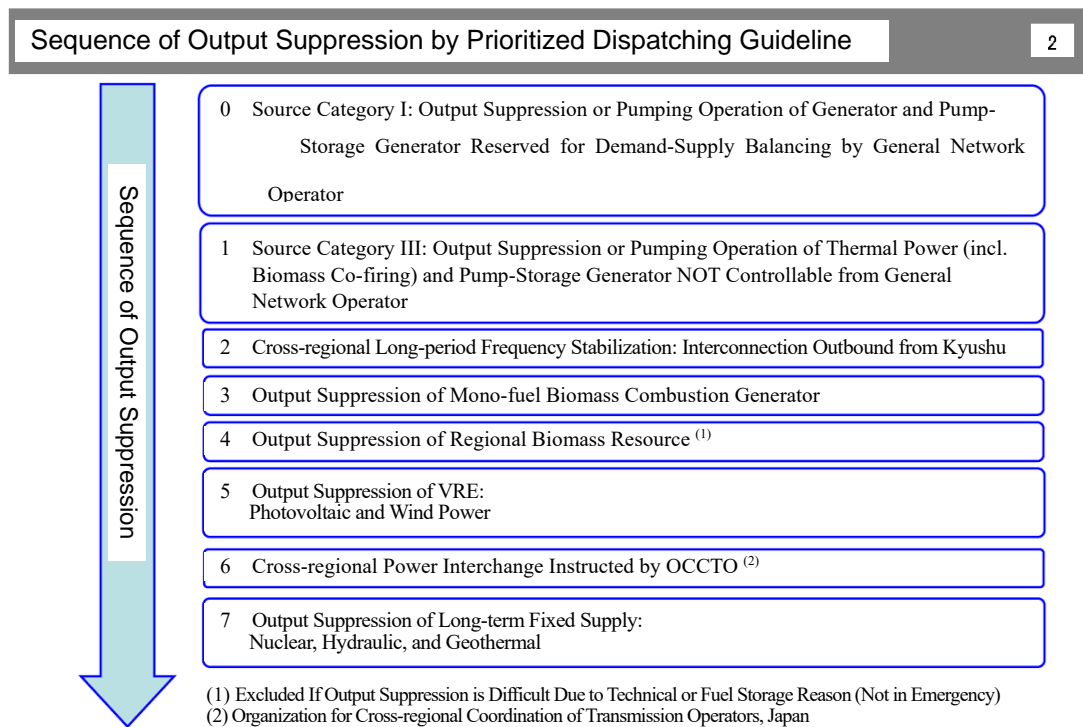 Sequence of Output Suppression by Prioritized Dispatching Guideline
2
Sequence of Output Suppression
0 Source Category I: Output Suppression or Pumping Operation of Generator and Pump-
Storage Generator Reserved for Demand-Supply Balancing by General Network
Operator
1 Source Category III: Output Suppression or Pumping Operation of Thermal Power (incl.
Biomass Co-firing) and Pump-Storage Generator NOT Controllable from General
Network Operator
2 Cross-regional Long-period Frequency Stabilization: Interconnection Outbound from Kyushu
3 Output Suppression of Mono-fuel Biomass Combustion Generator
4 Output Suppression of Regional Biomass Resource (1)
5 Output Suppression of VRE:
Photovoltaic and Wind Power
6 Cross-regional Power Interchange Instructed by OCCTO (2)
7 Output Suppression of Long-term Fixed Supply:
Nuclear, Hydraulic, and Geothermal
(1) Excluded If Output Suppression is Difficult Due to Technical or Fuel Storage Reason (Not in Emergency)
(2) Organization for Cross-regional Coordination of Transmission Operators, Japan